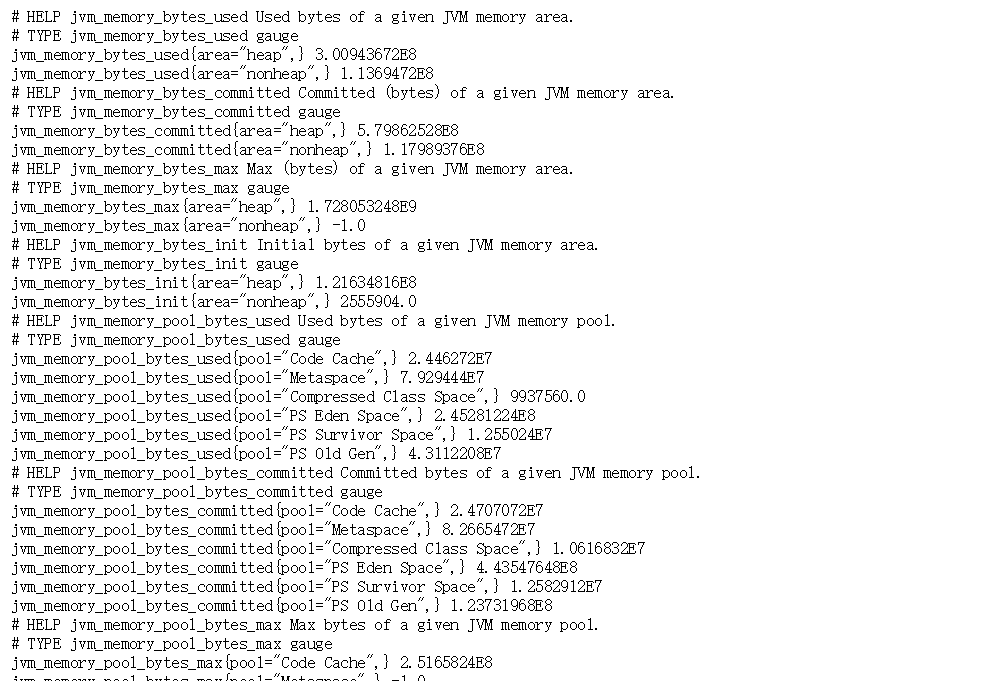 # HELP jvm_memory_bytes_used Used bytes of a given JVM memory area.
# TYPE jvm_memory_bytes_used gauge
jvm_memory_bytes_used{area="heap",} 3.00943672E8
jvm_memory_bytes_used{area="nonheap",} 1.1369472E8
# HELP jvm_memory_bytes_committed Committed (bytes) of a given JVM memory area.
# TYPE jvm_memory_bytes_committed gauge
jvm_memory_bytes_committed{area="heap",} 5.79862528E8
jvm_memory_bytes_committed{area="nonheap",} 1.17989376E8
# HELP jvm_memory_bytes_max Max (bytes) of a given JVM memory area.
# TYPE jvm_memory_bytes_max gauge
jvm_memory_bytes_max{area="heap",} 1.728053248E9
jvm_memory_bytes_max{area="nonheap",} -1.0
# HELP jvm_memory_bytes_init Initial bytes of a given JVM memory area.
# TYPE jvm_memory_bytes_init gauge
jvm_memory_bytes_init{area="heap",} 1.21634816E8
jvm_memory_bytes_init{area="nonheap",} 2555904.0
# HELP jvm_memory_pool_bytes_used Used bytes of a given JVM memory pool.
# TYPE jvm_memory_pool_bytes_used gauge
jvm_memory_pool_bytes_used{pool="Code Cache",} 2.446272E7
jvm_memory_pool_bytes_used{pool="Metaspace",} 7.929444E7
jvm_memory_pool_bytes_used{pool="Compressed Class Space",} 9937560.0
jvm_memory_pool_bytes_used{pool="PS Eden Space",} 2.45281224E8
jvm_memory_pool_bytes_used{pool="PS Survivor Space",} 1.255024E7
jvm_memory_pool_bytes_used{pool="PS Old Gen",} 4.3112208E7
# HELP jvm_memory_pool_bytes_committed Committed bytes of a given JVM memory pool.
# TYPE jvm_memory_pool_bytes_committed gauge
jvm_memory_pool_bytes_committed{pool="Code Cache",} 2.4707072E7
jvm_memory_pool_bytes_committed{pool="Metaspace",} 8.2665472E7
jvm_memory_pool_bytes_committed{pool="Compressed Class Space",} 1.0616832E7
jvm_memory_pool_bytes_committed{pool="PS Eden Space",} 4.43547648E8
jvm_memory_pool_bytes_committed{pool="PS Survivor Space",} 1.2582912E7
jvm_memory_pool_bytes_committed{pool="PS Old Gen",} 1.23731968E8
# HELP jvm_memory_pool_bytes_max Max bytes of a given JVM memory pool.
# TYPE jvm_memory_pool_bytes_max gauge
jvm_memory_pool_bytes_max{pool="Code Cache",} 2.5165824E8
jvm_memory_pool_bytes_max{pool="Metaspace",} -1.0